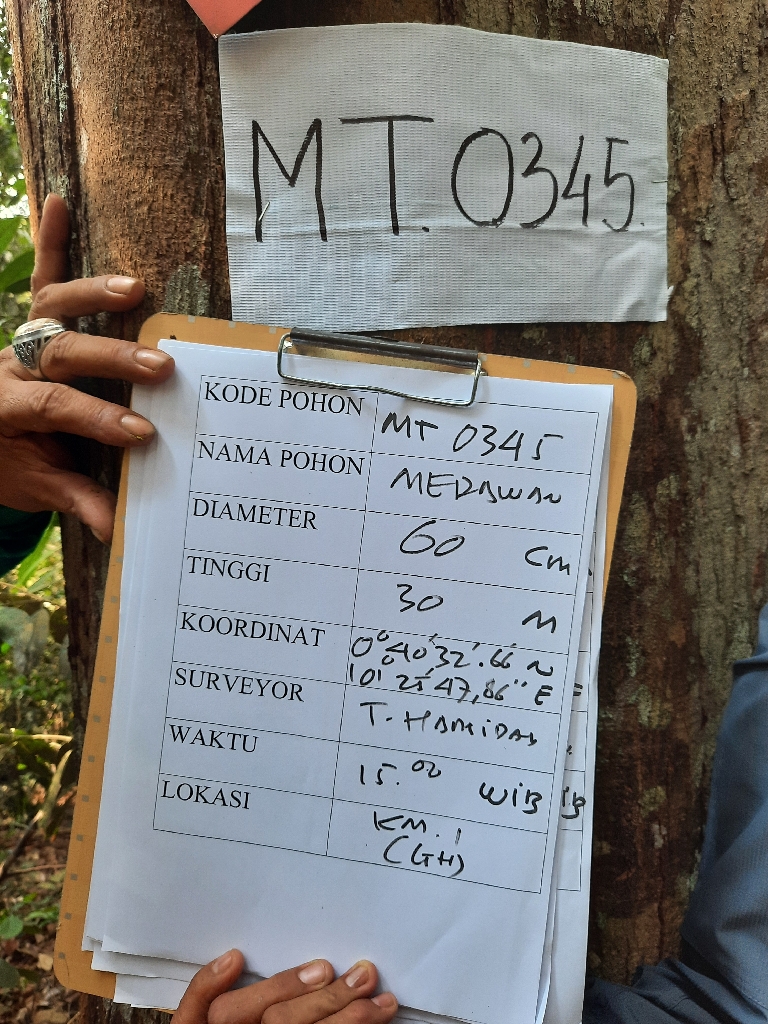 MT.0345.
KODE POHON MT 0345
NAMA POHON MERAWAN
DIAMETER 60 Cm
TINGGI 30 M
KOORDINAT 0°40'32'.66" N
101°25'47,86" E
SURVEYOR T. HAMIDAS
WAKTU 15.00 WIB
LOKASI KM. 1
(GH)